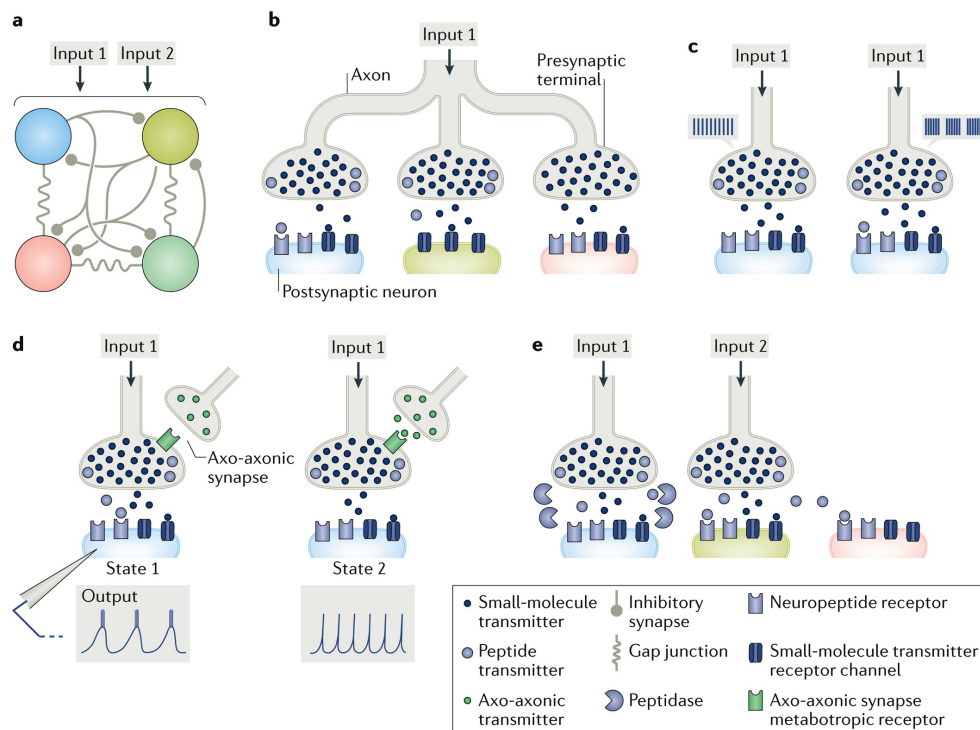 a
Input 1
Input 2
b
Input 1
Axon
Presynaptic
terminal
Postsynaptic neuron
c
Input 1
Input 1
d
Input 1
Input 1
Axo-axonic
synapse
State 1
State 2
Output
e
Input 1
Input 2
Small-molecule
transmitter
Peptide
transmitter
Axo-axonic
transmitter
Inhibitory
synapse
Gap junction
Peptidase
Neuropeptide receptor
Small-molecule transmitter
receptor channel
Axo-axonic synapse
metabotropic receptor